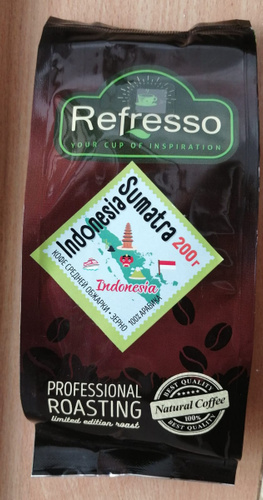 Refresso
YOUR CUP OF INSPIRATION
Indonesia
Sumatra
200г
Indonesia
КОФЕ СРЕДНЕЙ ОБЖАРКИ • ЗЕРНО 100% АРАБИКА
PROFESSIONAL
ROASTING
limited edition roast
BEST QUALITY
Natural Coffee
100%
BEST QUALITY